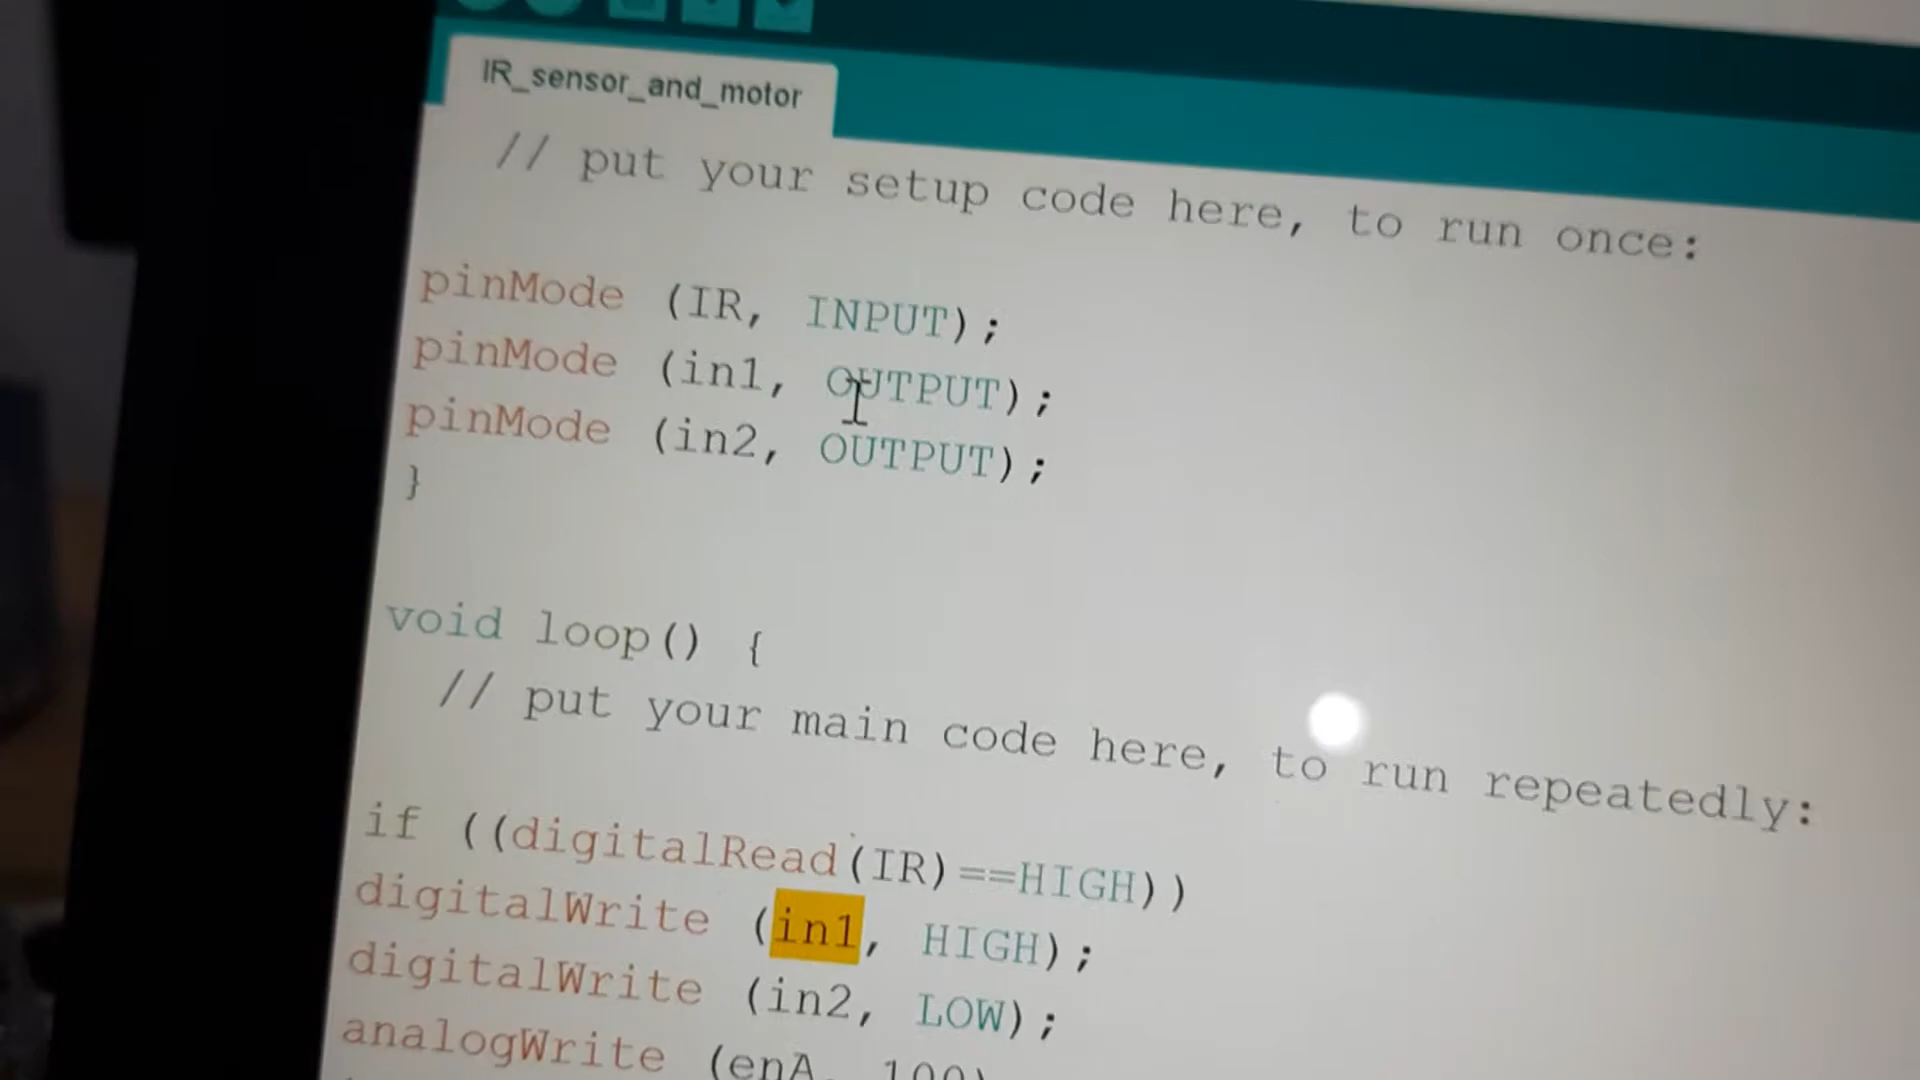 IR_sensor_and_motor
// put your setup code here, to run once:
pinMode (IR, INPUT);
pinMode (in1, OUTPUT);
pinMode (in2, OUTPUT);
}
void loop() {
// put your main code here, to run repeatedly:
if ((digitalRead(IR)==HIGH))
digitalWrite (in1, HIGH);
digitalWrite (in2, LOW);
analogWrite (enA, 100)